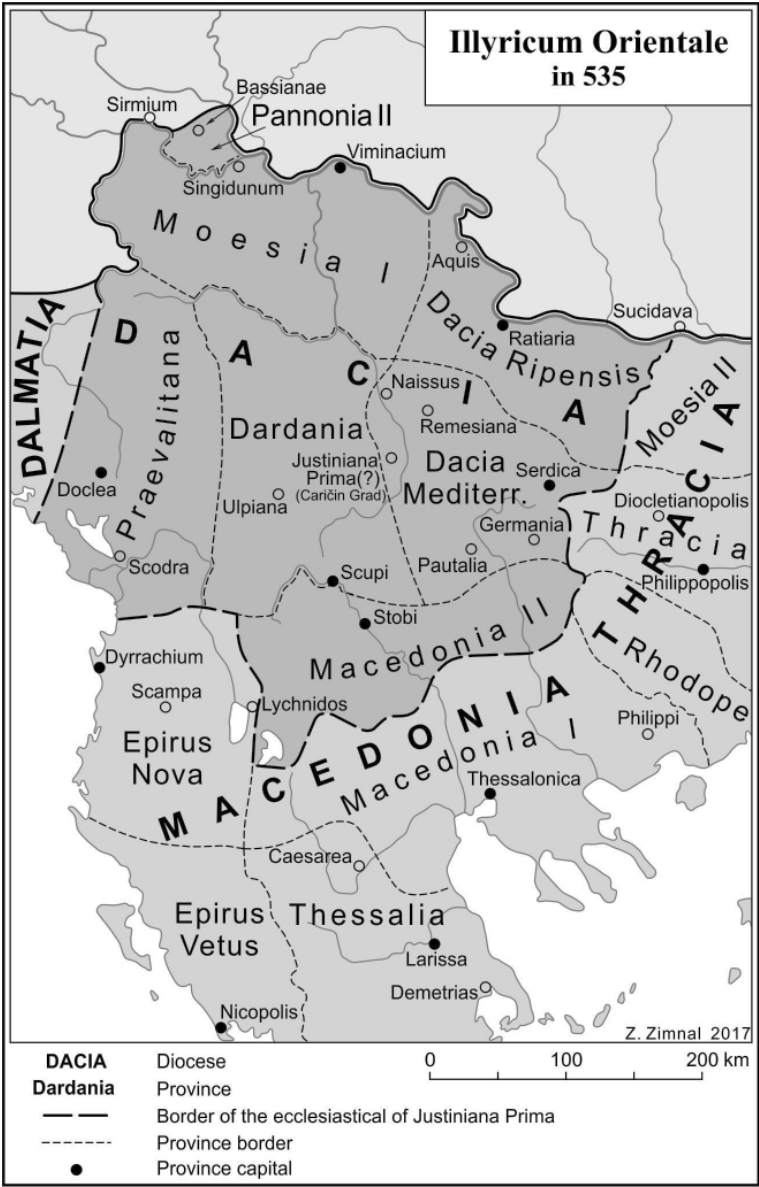 Illyricum Orientale
in 535
Bassianae
Sirmium
Pannonia II
Viminacium
Singidunum
Moesia I
Aquis
Dacia Ripensis
Ratiaria
Sucidava
DALMATIA
DACIA
Praevalitana
Naissus
Remesiana
Moesia II
THRACIA
Dardania
Justiniana
Prima(?)
(Caričin Grad)
Dacia
Mediterr.
Serdica
Doclea
Ulpiana
Diocletianopolis
Thracia
Germania
Pautalia
Scodra
Scupi
Philippopolis
Stobi
Macedonia II
Rhodope
Dyrrachium
Scampa
Lychnidos
Philippi
Epirus
Nova
MACEDONIA
Macedonia I
Thessalonica
Caesarea
Epirus
Vetus
Thessalia
Larissa
Demetrias
Nicopolis
Z. Zimnal 2017
DACIA Diocese
Dardania Province
Border of the ecclesiastical of Justiniana Prima
Province border
Province capital
0 100 200 km